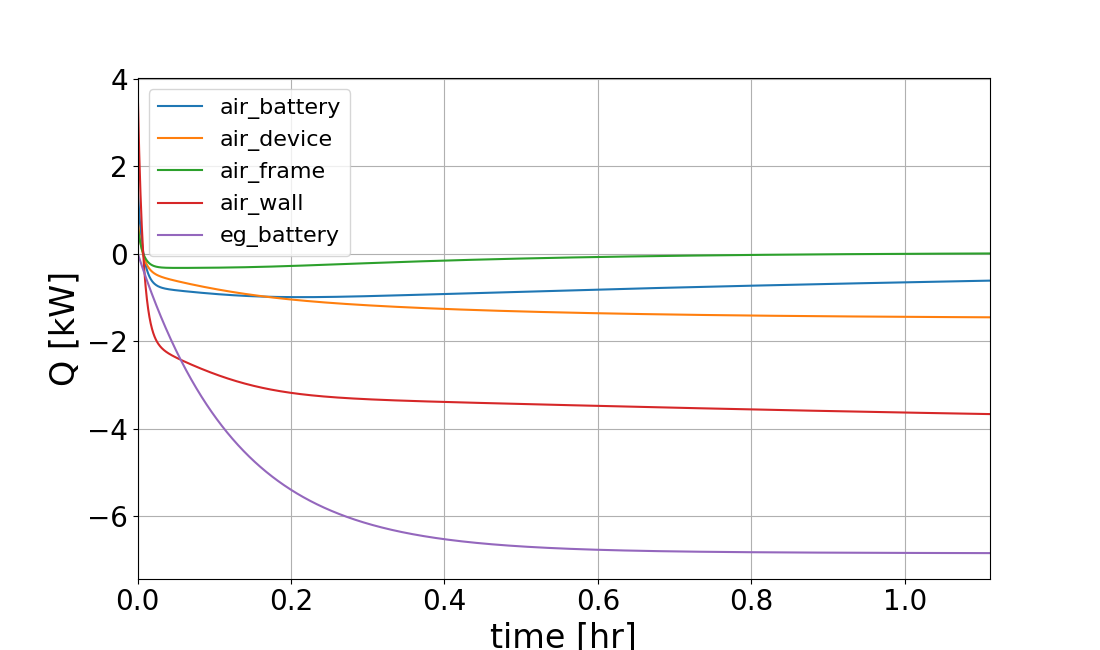 4
2
0
−2
−4
−6
Q [kW]
air_battery
air_device
air_frame
air_wall
eg_battery
0.0 0.2 0.4 0.6 0.8 1.0
time [hr]